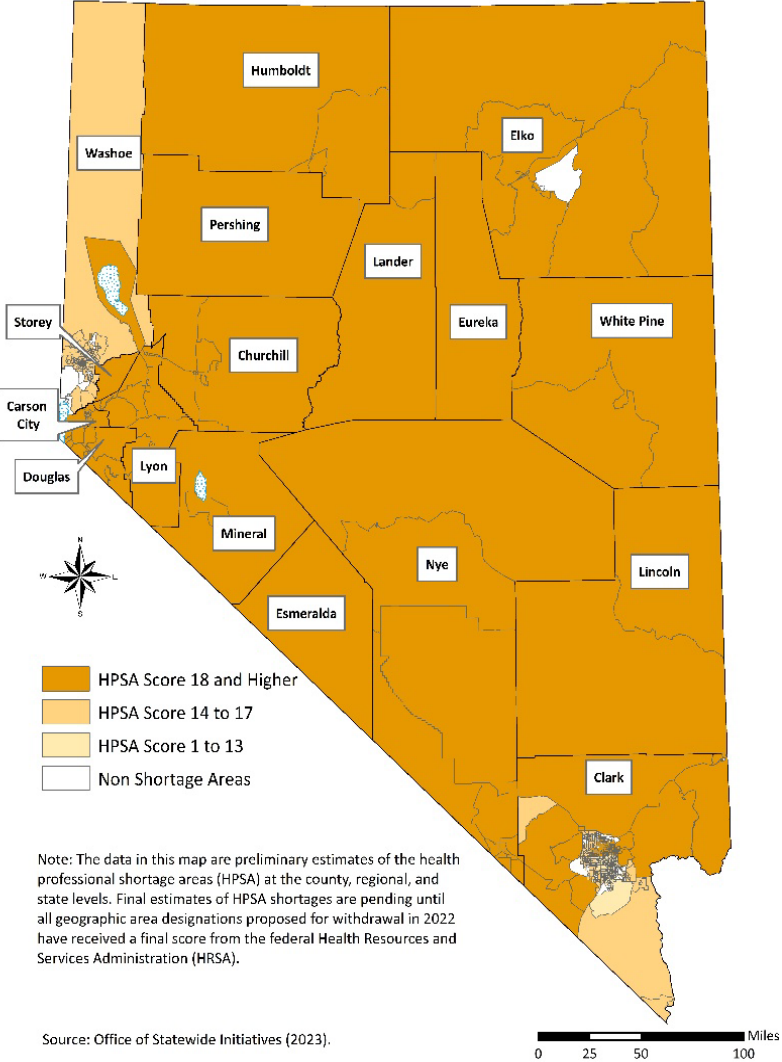 Humboldt
Elko
Washoe
Pershing
Lander
Storey
Eureka
White Pine
Churchill
Carson
City
Lyon
Douglas
Mineral
Nye
Lincoln
N
W
L
S
Esmeralda
HPSA Score 18 and Higher
HPSA Score 14 to 17
HPSA Score 1 to 13
Non Shortage Areas
Clark
Note: The data in this map are preliminary estimates of the health
professional shortage areas (HPSA) at the county, regional, and
state levels. Final estimates of HPSA shortages are pending until
all geographic area designations proposed for withdrawal in 2022
have received a final score from the federal Health Resources and
Services Administration (HRSA).
Source: Office of Statewide Initiatives (2023).
Miles
0 25 50 100